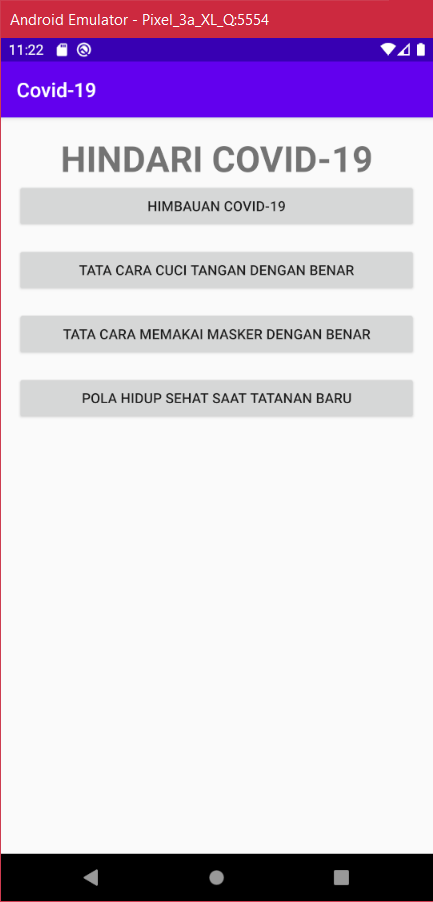 Android Emulator - Pixel_3a_XL_Q:5554
11:22
Covid-19
HINDARI COVID-19
HIMBAUAN COVID-19
TATA CARA CUCI TANGAN DENGAN BENAR
TATA CARA MEMAKAI MASKER DENGAN BENAR
POLA HIDUP SEHAT SAAT TATANAN BARU